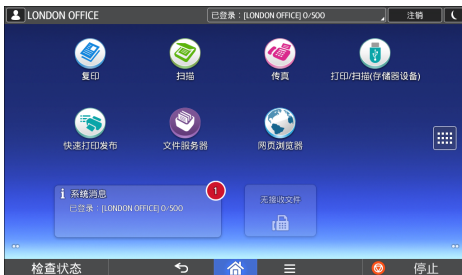 LONDON OFFICE
已登录：[LONDON OFFICE] 0/500
注销
复印
扫描
传真
打印/扫描(存储器设备)
快速打印发布
文件服务器
网页浏览器
系统消息
1
已登录：[LONDON OFFICE] 0/500
无接收文件
检查状态
停止